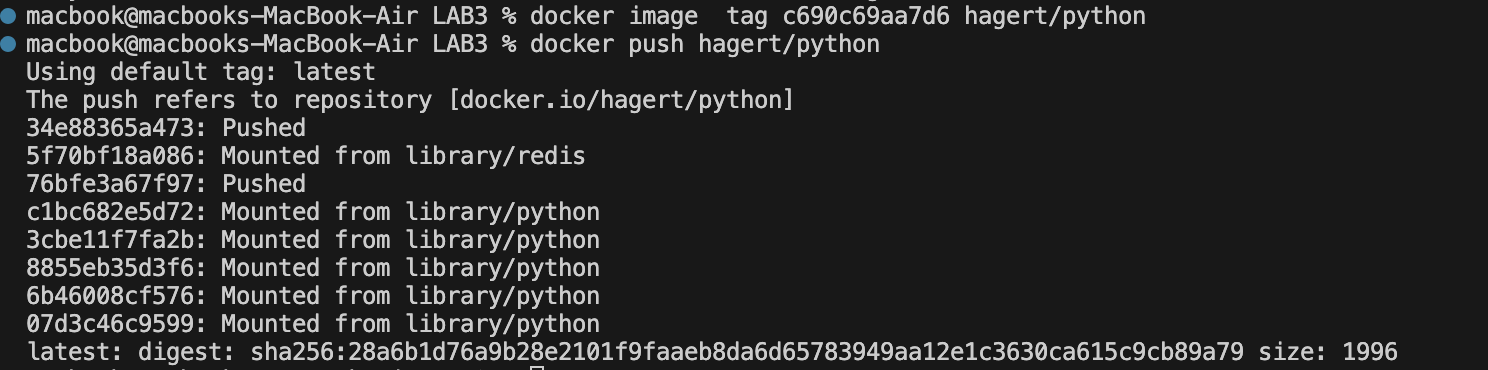 macbook@macbooks-MacBook-Air LAB3 % docker image  tag c690c69aa7d6 hagert/python
macbook@macbooks-MacBook-Air LAB3 % docker push hagert/python
Using default tag: latest
The push refers to repository [docker.io/hagert/python]
34e88365a473: Pushed
5f70bf18a086: Mounted from library/redis
76bfe3a67f97: Pushed
c1bc682e5d72: Mounted from library/python
3cbe11f7fa2b: Mounted from library/python
8855eb35d3f6: Mounted from library/python
6b46008cf576: Mounted from library/python
07d3c46c9599: Mounted from library/python
latest: digest: sha256:28a6b1d76a9b28e2101f9faaeb8da6d65783949aa12e1c3630ca615c9cb89a79 size: 1996